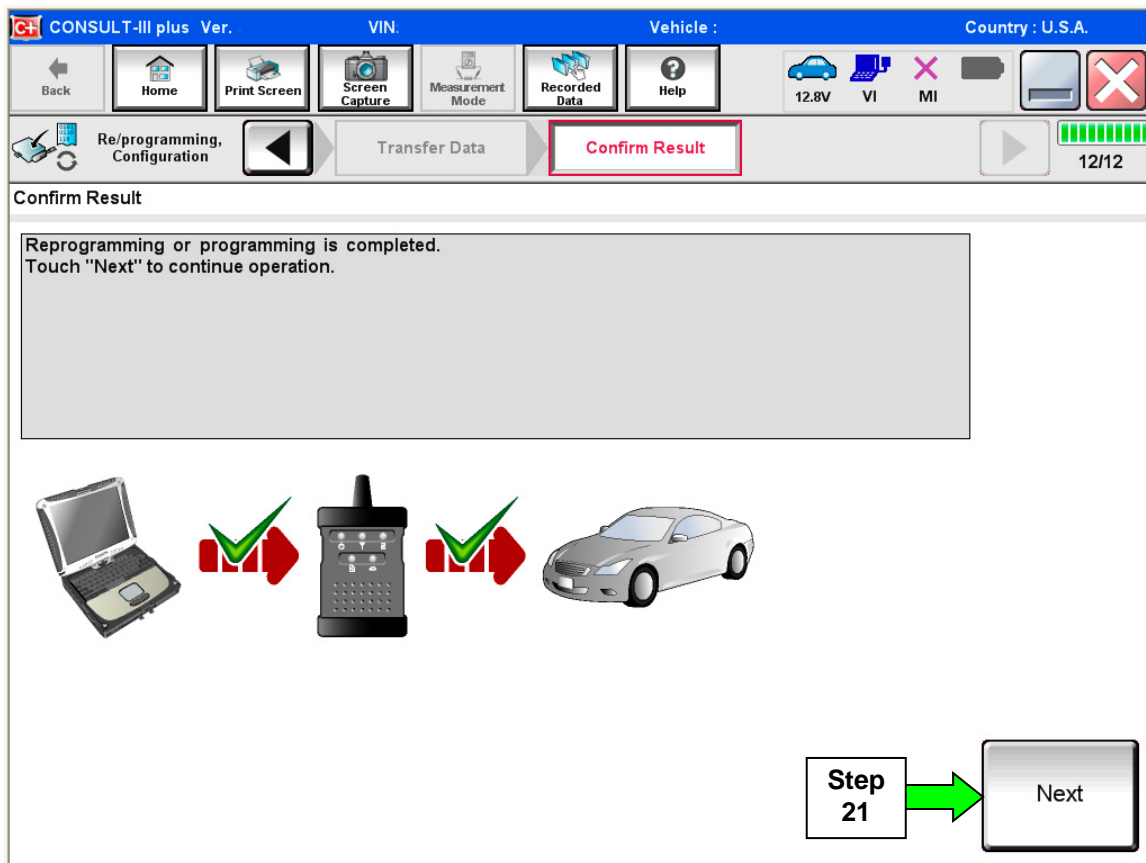 C+ CONSULT-III plus Ver. VIN: Vehicle : Country : U.S.A.
Back
Home
Print Screen
Screen
Capture
Measurement
Mode
Recorded
Data
Help
12.8V
VI
MI
Re/programming,
Configuration
Transfer Data
Confirm Result
12/12
Confirm Result
Reprogramming or programming is completed.
Touch "Next" to continue operation.
Step
21
Next